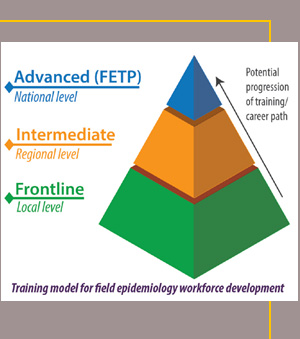 Advanced (FETP)
National level
Intermediate
Regional level
Frontline
Local level
Potential
progression
of training/
career path
Training model for field epidemiology workforce development